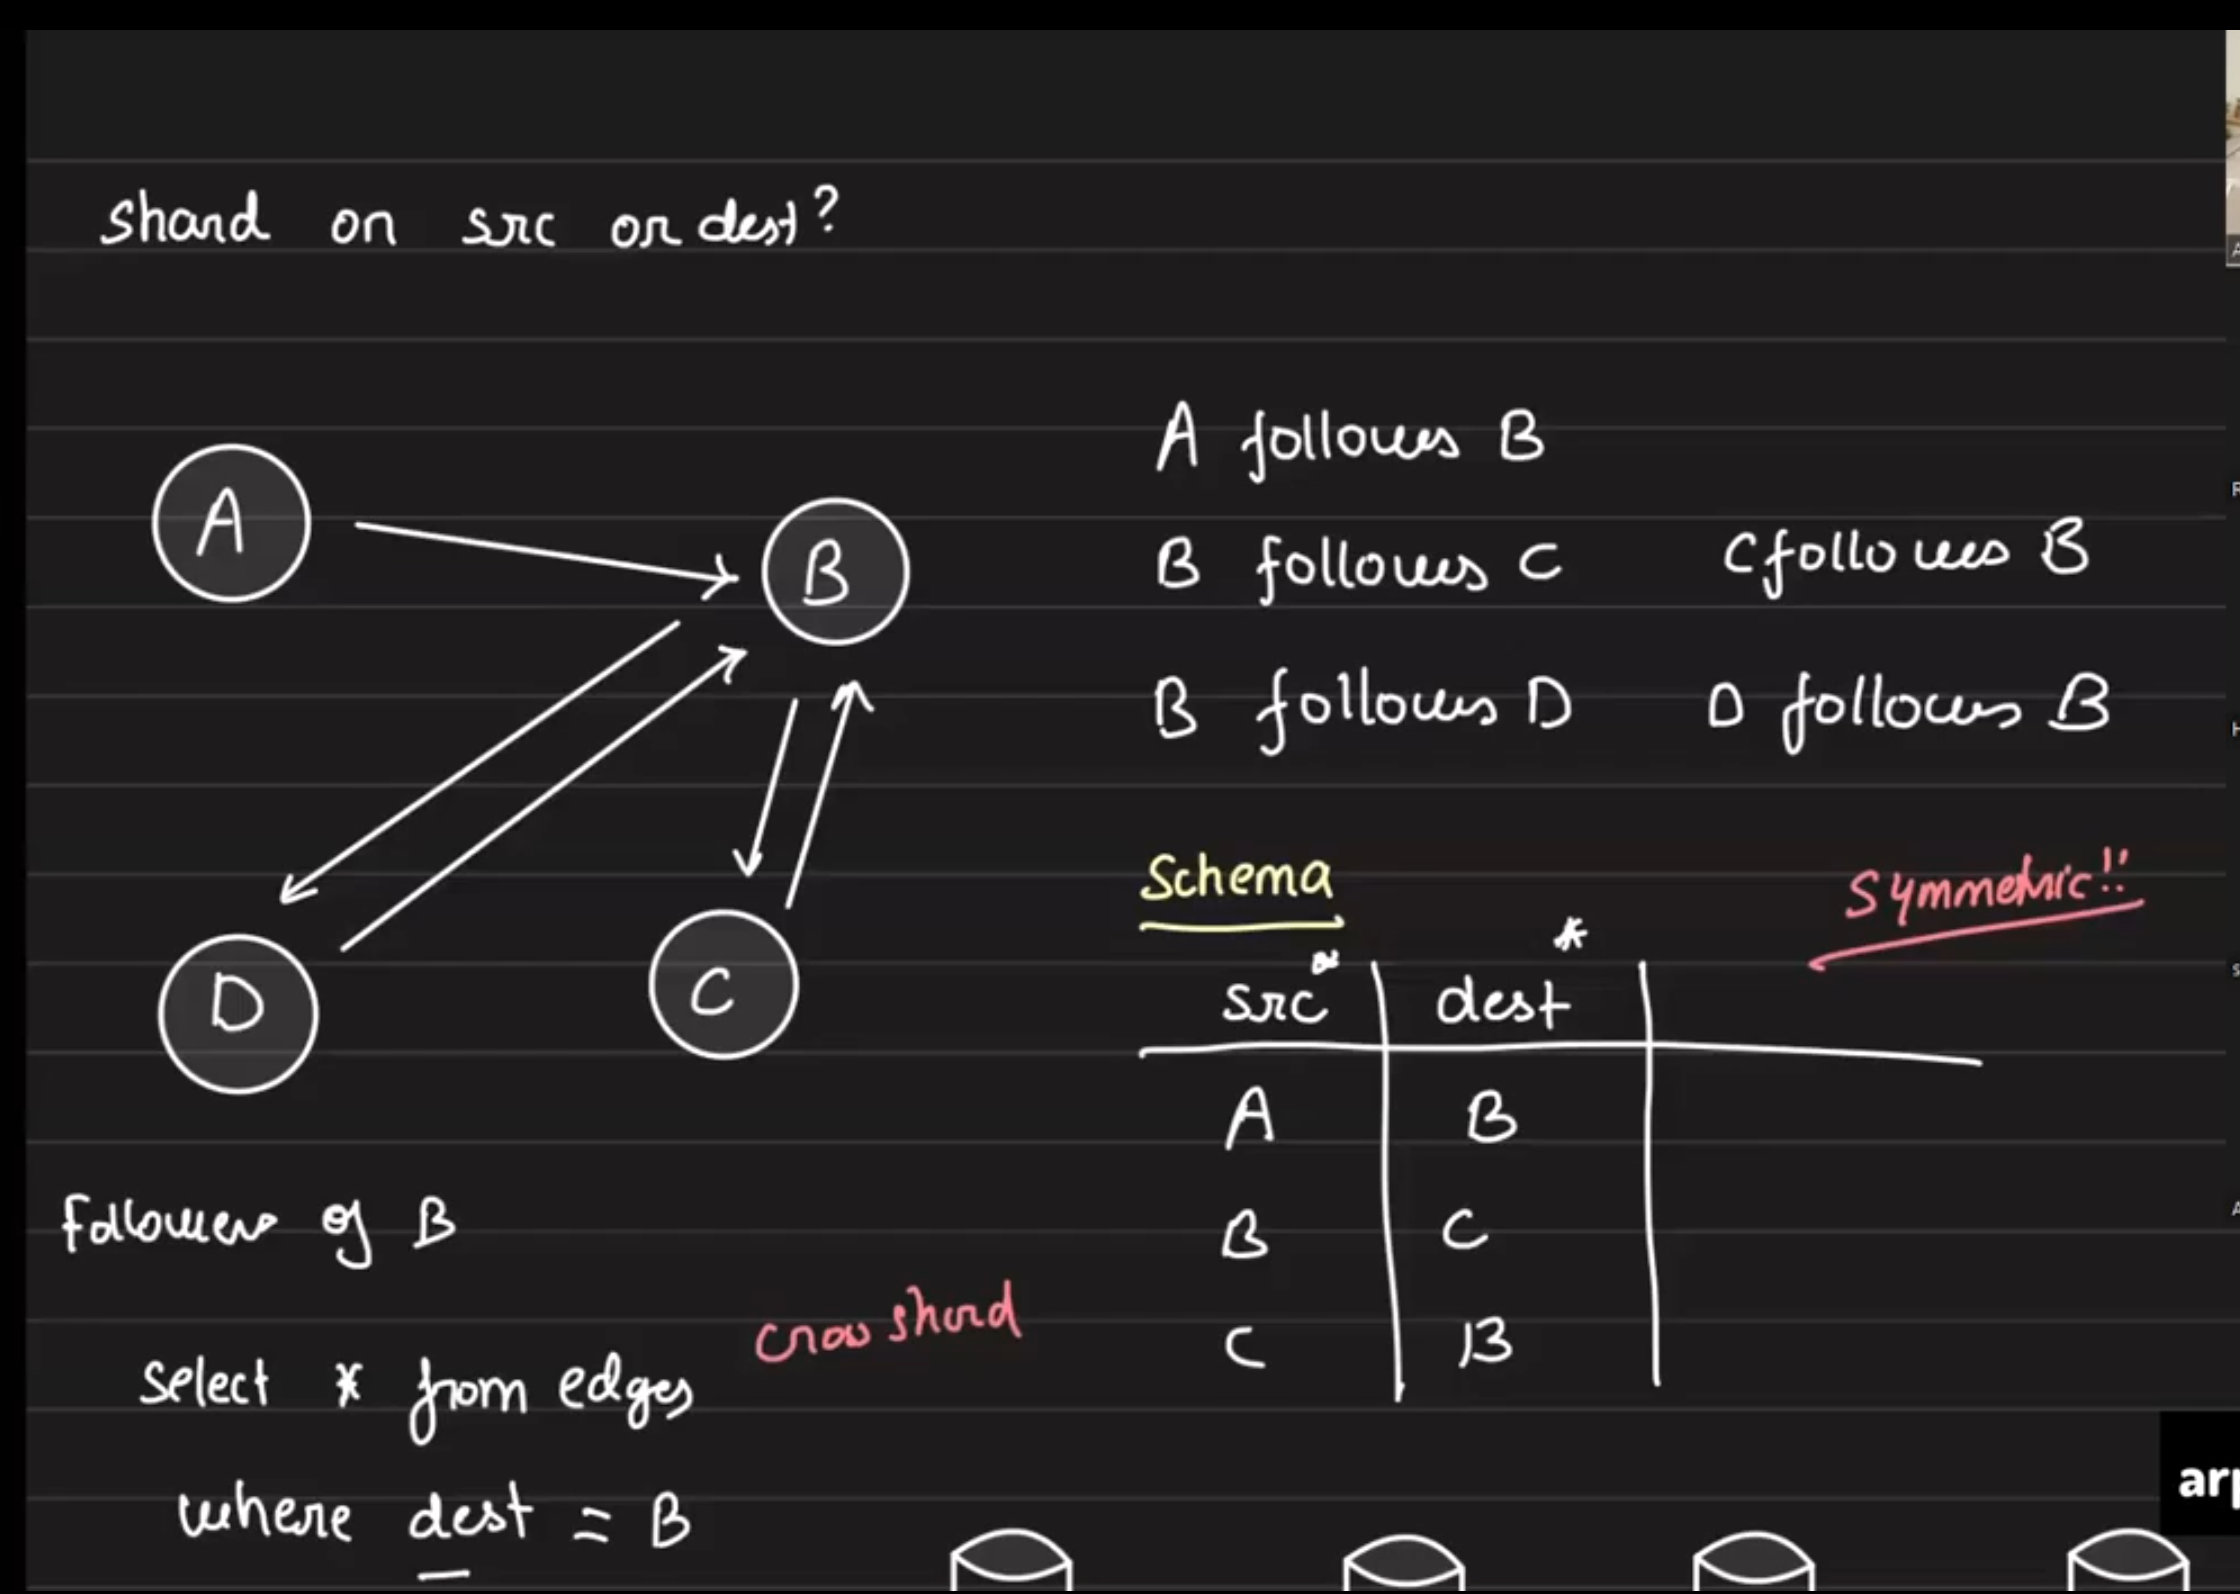 shard on src or dest?
A follows B
B follows C C follows B
B follows D D follows B
A
B
D
C
Schema
Symmetric!!
src* dest*
A B
B C
C B
Followers of B
cross shard
select * from edges
where dest = B
arp